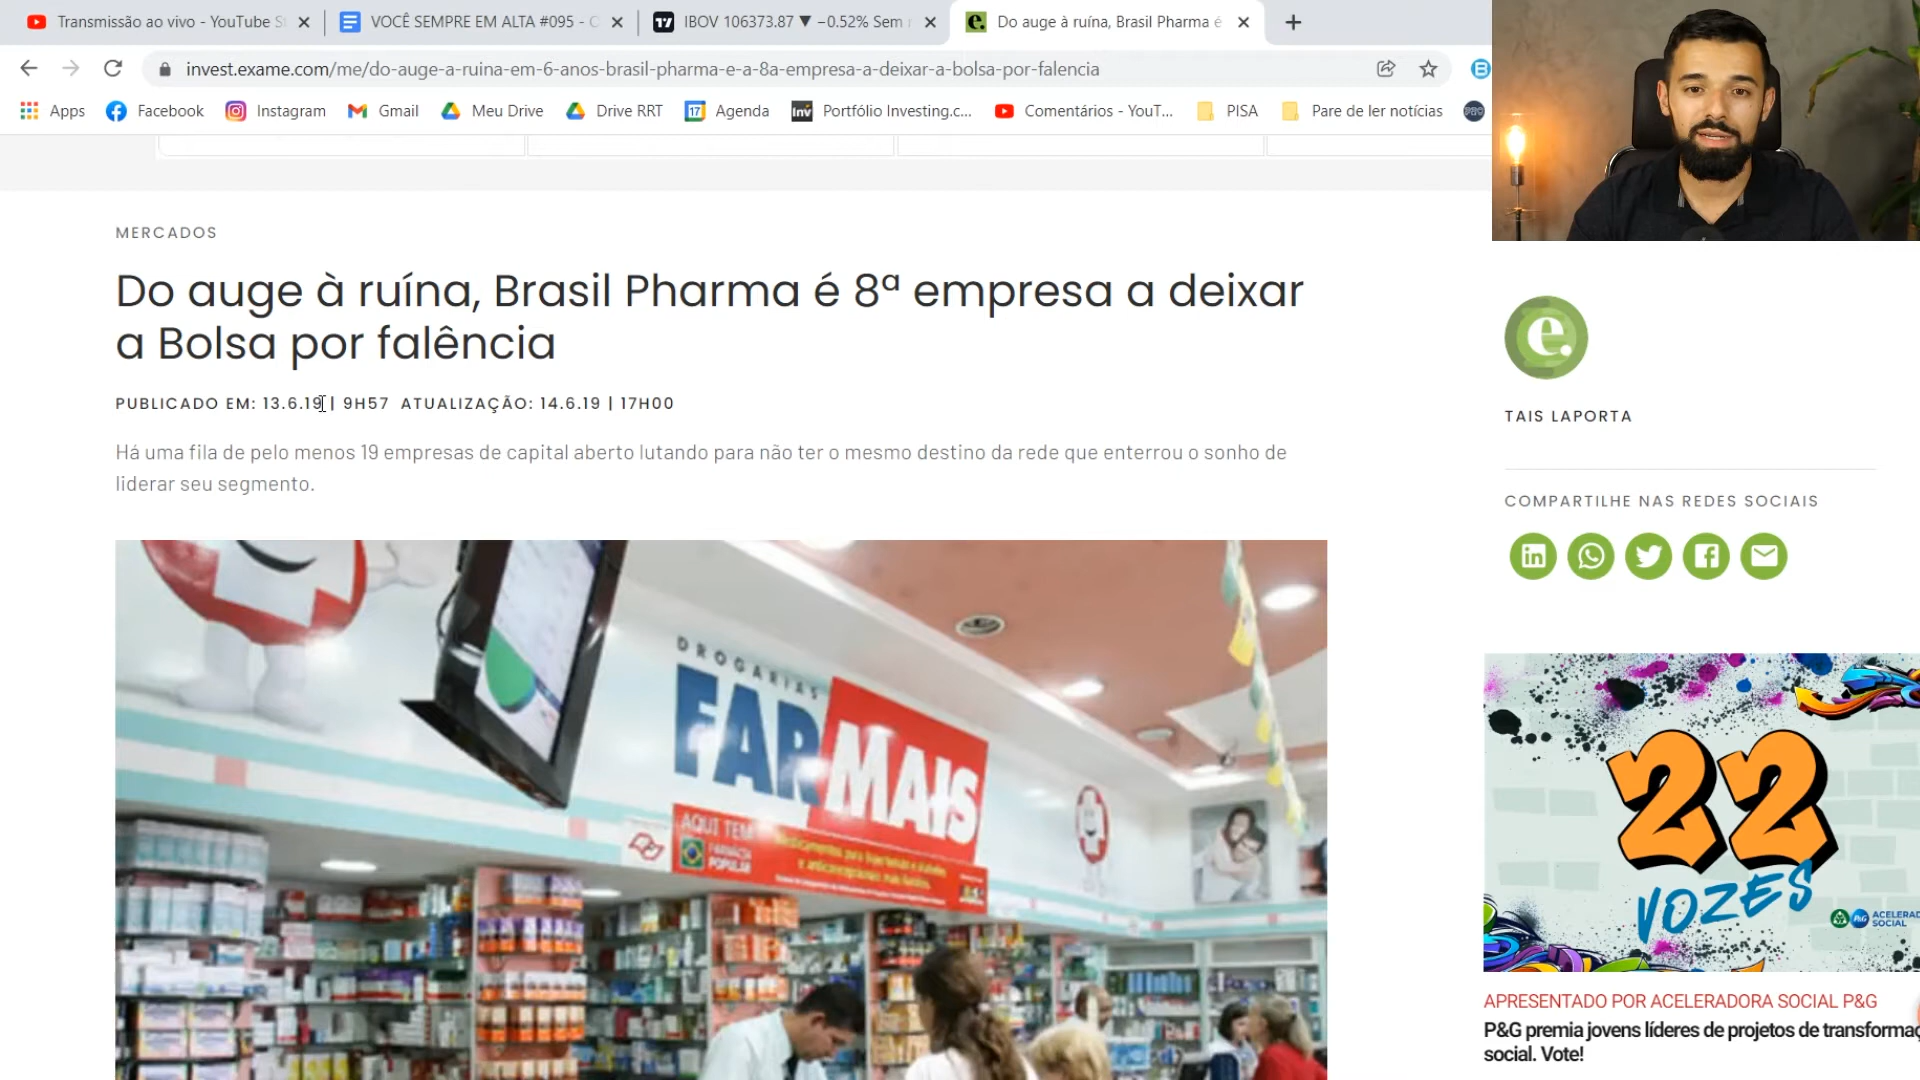 Transmissão ao vivo - YouTube S
VOCÊ SEMPRE EM ALTA #095 - C
IBOV 106373.87 ▼ −0.52% Sem
Do auge à ruína, Brasil Pharma é
invest.exame.com/me/do-auge-a-ruina-em-6-anos-brasil-pharma-e-a-8a-empresa-a-deixar-a-bolsa-por-falencia
Apps
Facebook
Instagram
Gmail
Meu Drive
Drive RRT
17
Agenda
Inv
Portfólio Investing.c...
Comentários - YouT...
PISA
Pare de ler notícias
MERCADOS
Do auge à ruína, Brasil Pharma é 8ª empresa a deixar
a Bolsa por falência
PUBLICADO EM: 13.6.19 | 9H57 ATUALIZAÇÃO: 14.6.19 | 17H00
Há uma fila de pelo menos 19 empresas de capital aberto lutando para não ter o mesmo destino da rede que enterrou o sonho de
liderar seu segmento.
DROGARIAS
FARMAIS
AQUI TEM
FARMÁCIA
POPULAR
e.
TAIS LAPORTA
COMPARTILHE NAS REDES SOCIAIS
22
VOZES
P&G
ACELERAD
SOCIAL
APRESENTADO POR ACELERADORA SOCIAL P&G
P&G premia jovens líderes de projetos de transformaç
social. Vote!